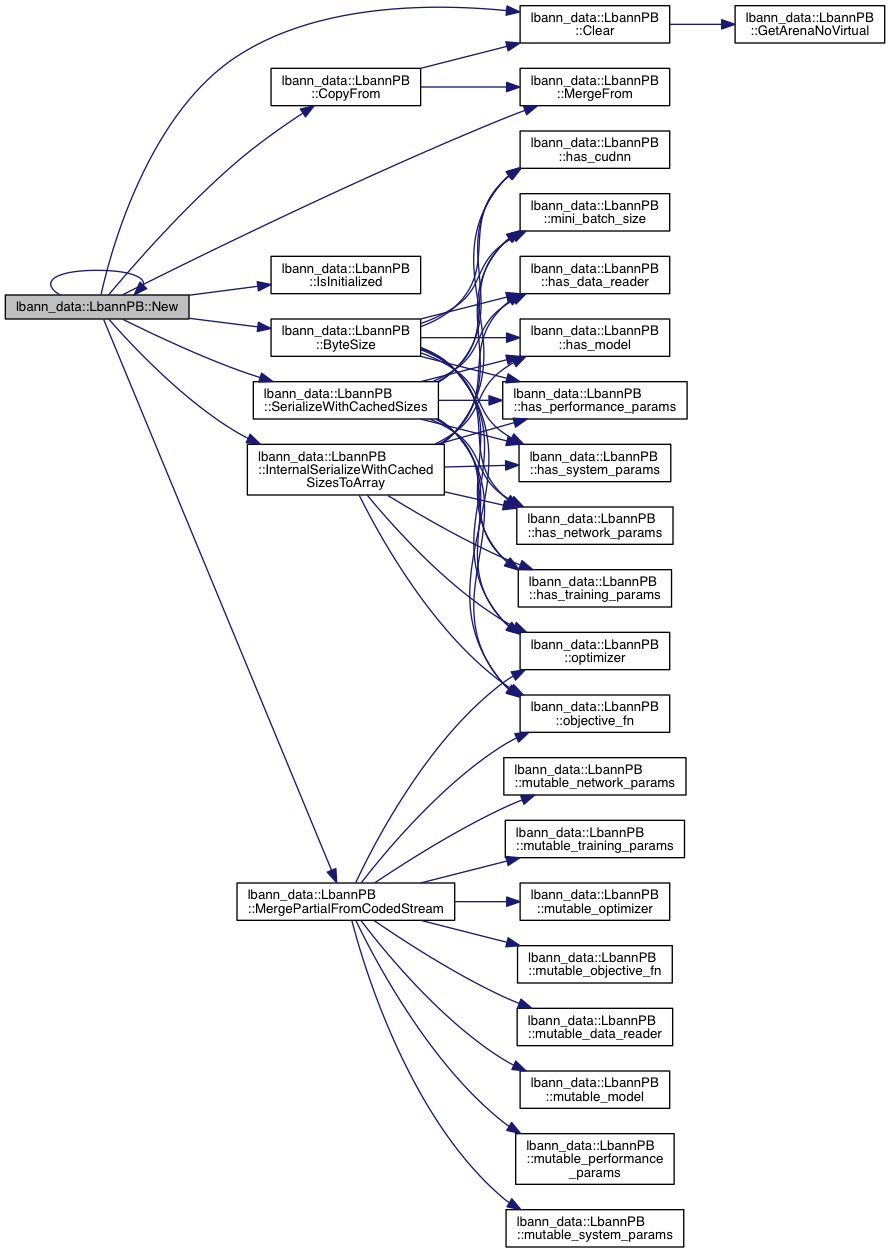 lbann_data::LbannPB
::Clear
lbann_data::LbannPB
::GetArenaNoVirtual
lbann_data::LbannPB
::CopyFrom
lbann_data::LbannPB
::MergeFrom
lbann_data::LbannPB
::has_cudnn
lbann_data::LbannPB
::mini_batch_size
lbann_data::LbannPB
::IsInitialized
lbann_data::LbannPB
::has_data_reader
lbann_data::LbannPB::New
lbann_data::LbannPB
::ByteSize
lbann_data::LbannPB
::has_model
lbann_data::LbannPB
::SerializeWithCachedSizes
lbann_data::LbannPB
::has_performance_params
lbann_data::LbannPB
::InternalSerializeWithCached
SizesToArray
lbann_data::LbannPB
::has_system_params
lbann_data::LbannPB
::has_network_params
lbann_data::LbannPB
::has_training_params
lbann_data::LbannPB
::optimizer
lbann_data::LbannPB
::objective_fn
lbann_data::LbannPB
::mutable_network_params
lbann_data::LbannPB
::mutable_training_params
lbann_data::LbannPB
::MergePartialFromCodedStream
lbann_data::LbannPB
::mutable_optimizer
lbann_data::LbannPB
::mutable_objective_fn
lbann_data::LbannPB
::mutable_data_reader
lbann_data::LbannPB
::mutable_model
lbann_data::LbannPB
::mutable_performance
_params
lbann_data::LbannPB
::mutable_system_params